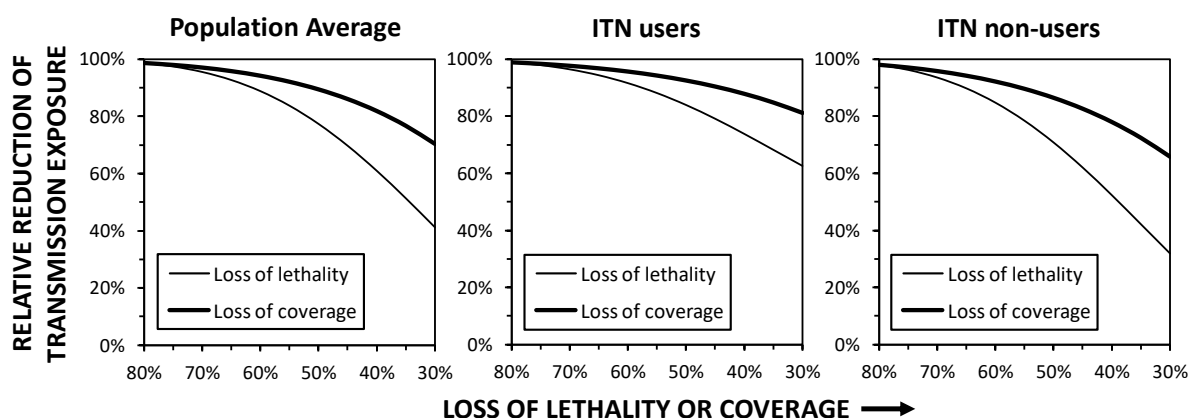 Population Average
ITN users
ITN non-users
RELATIVE REDUCTION OF
TRANSMISSION EXPOSURE
100%
80%
60%
40%
20%
0%
Loss of lethality
Loss of coverage
80% 70% 60% 50% 40% 30%
100%
80%
60%
40%
20%
0%
Loss of lethality
Loss of coverage
80% 70% 60% 50% 40% 30%
100%
80%
60%
40%
20%
0%
Loss of lethality
Loss of coverage
80% 70% 60% 50% 40% 30%
LOSS OF LETHALITY OR COVERAGE